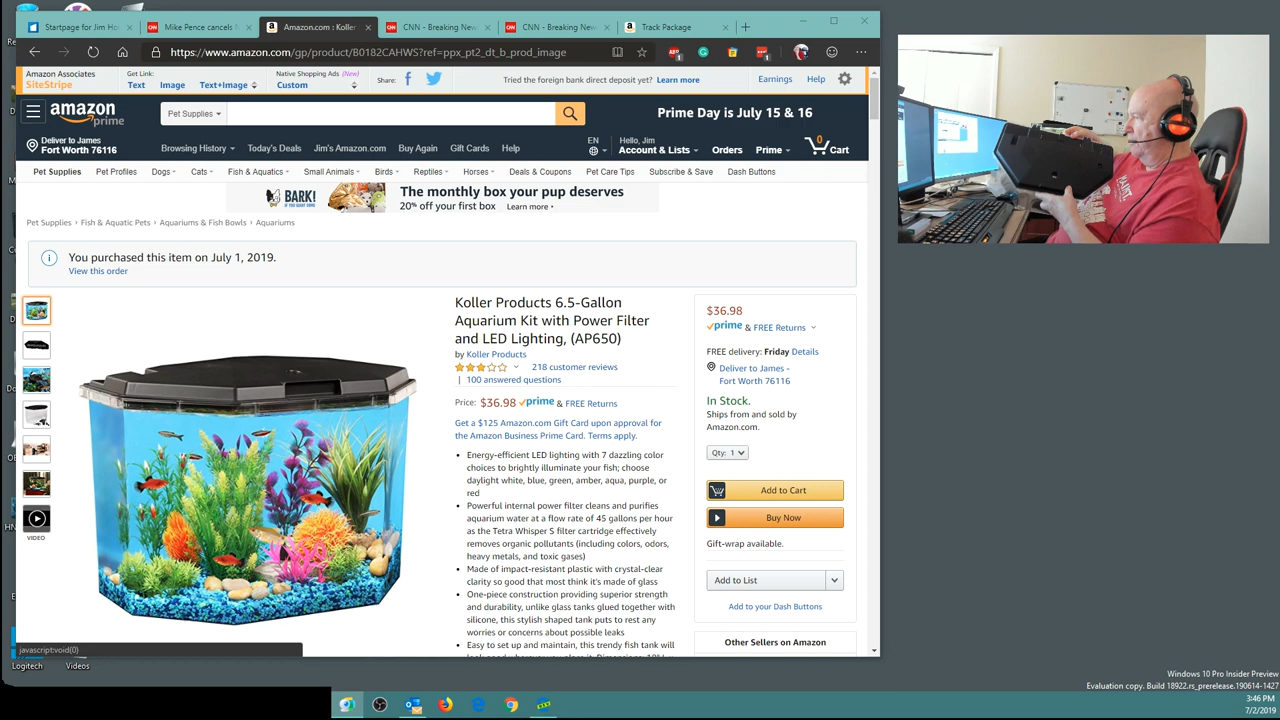 Startpage for Jim Ho
Mike Pence cancels N
Amazon.com : Koller
CNN - Breaking New
CNN - Breaking New
Track Package
https://www.amazon.com/gp/product/B0182CAHWS?ref=ppx_pt2_dt_b_prod_image
Amazon Associates
SiteStripe
Get Link:
Text Image Text+Image
Native Shopping Ads (New)
Custom
Share:
Tried the foreign bank direct deposit yet? Learn more
Earnings Help
amazon
prime
Pet Supplies
Prime Day is July 15 & 16
Deliver to James
Fort Worth 76116
Browsing History Today's Deals Jim's Amazon.com Buy Again Gift Cards Help
EN
Hello, Jim
Account & Lists Orders Prime
0
Cart
Pet Supplies Pet Profiles Dogs Cats Fish & Aquatics Small Animals Birds Reptiles Horses Deals & Coupons Pet Care Tips Subscribe & Save Dash Buttons
BARK!
The monthly box your pup deserves
20% off your first box Learn more ›
Pet Supplies › Fish & Aquatic Pets › Aquariums & Fish Bowls › Aquariums
You purchased this item on July 1, 2019.
View this order
Koller Products 6.5-Gallon
Aquarium Kit with Power Filter
and LED Lighting, (AP650)
by Koller Products
218 customer reviews
| 100 answered questions
Price: $36.98 prime & FREE Returns
Get a $125 Amazon.com Gift Card upon approval for
the Amazon Business Prime Card. Terms apply.
• Energy-efficient LED lighting with 7 dazzling color
choices to brightly illuminate your fish; choose
daylight white, blue, green, amber, aqua, purple, or
red
• Powerful internal power filter cleans and purifies
aquarium water at a flow rate of 45 gallons per hour
as the Tetra Whisper S filter cartridge effectively
removes organic pollutants (including colors, odors,
heavy metals, and toxic gases)
• Made of impact-resistant plastic with crystal-clear
clarity so good that most think it's made of glass
• One-piece construction providing superior strength
and durability, unlike glass tanks glued together with
silicone, this stylish shaped tank puts to rest any
worries or concerns about possible leaks
• Easy to set up and maintain, this trendy fish tank will
VIDEO
$36.98
prime & FREE Returns
FREE delivery: Friday Details
Deliver to James -
Fort Worth 76116
In Stock.
Ships from and sold by
Amazon.com.
Qty: 1
Add to Cart
Buy Now
Gift-wrap available.
Add to List
Add to your Dash Buttons
Other Sellers on Amazon
javascript:void(0)
Logitech Videos
Windows 10 Pro Insider Preview
Evaluation copy. Build 18922.rs_prerelease.190614-1427
3:46 PM
7/2/2019